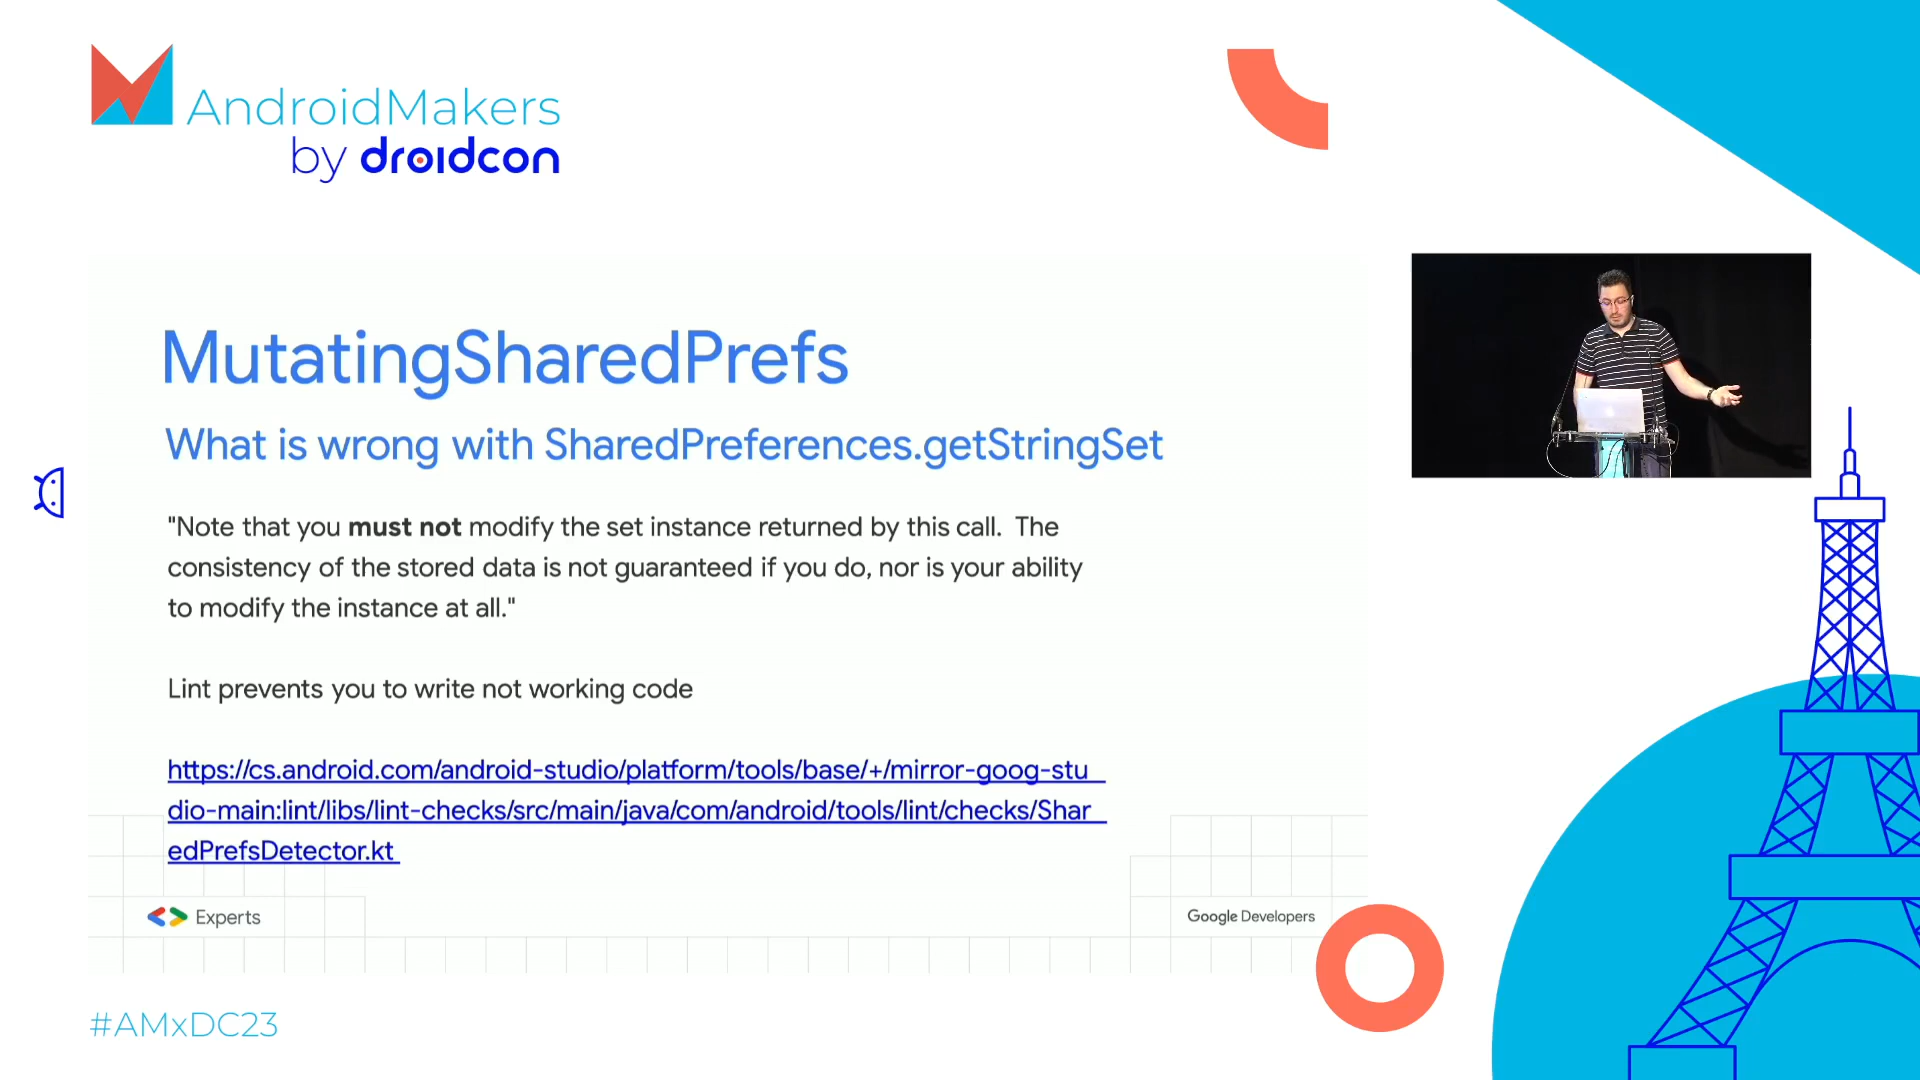 AndroidMakers
by droidcon
MutatingSharedPrefs
What is wrong with SharedPreferences.getStringSet
"Note that you must not modify the set instance returned by this call.  The
consistency of the stored data is not guaranteed if you do, nor is your ability
to modify the instance at all."
Lint prevents you to write not working code
https://cs.android.com/android-studio/platform/tools/base/+/mirror-goog-stu
dio-main:lint/libs/lint-checks/src/main/java/com/android/tools/lint/checks/Shar
edPrefsDetector.kt
Experts
Google Developers
#AMxDC23